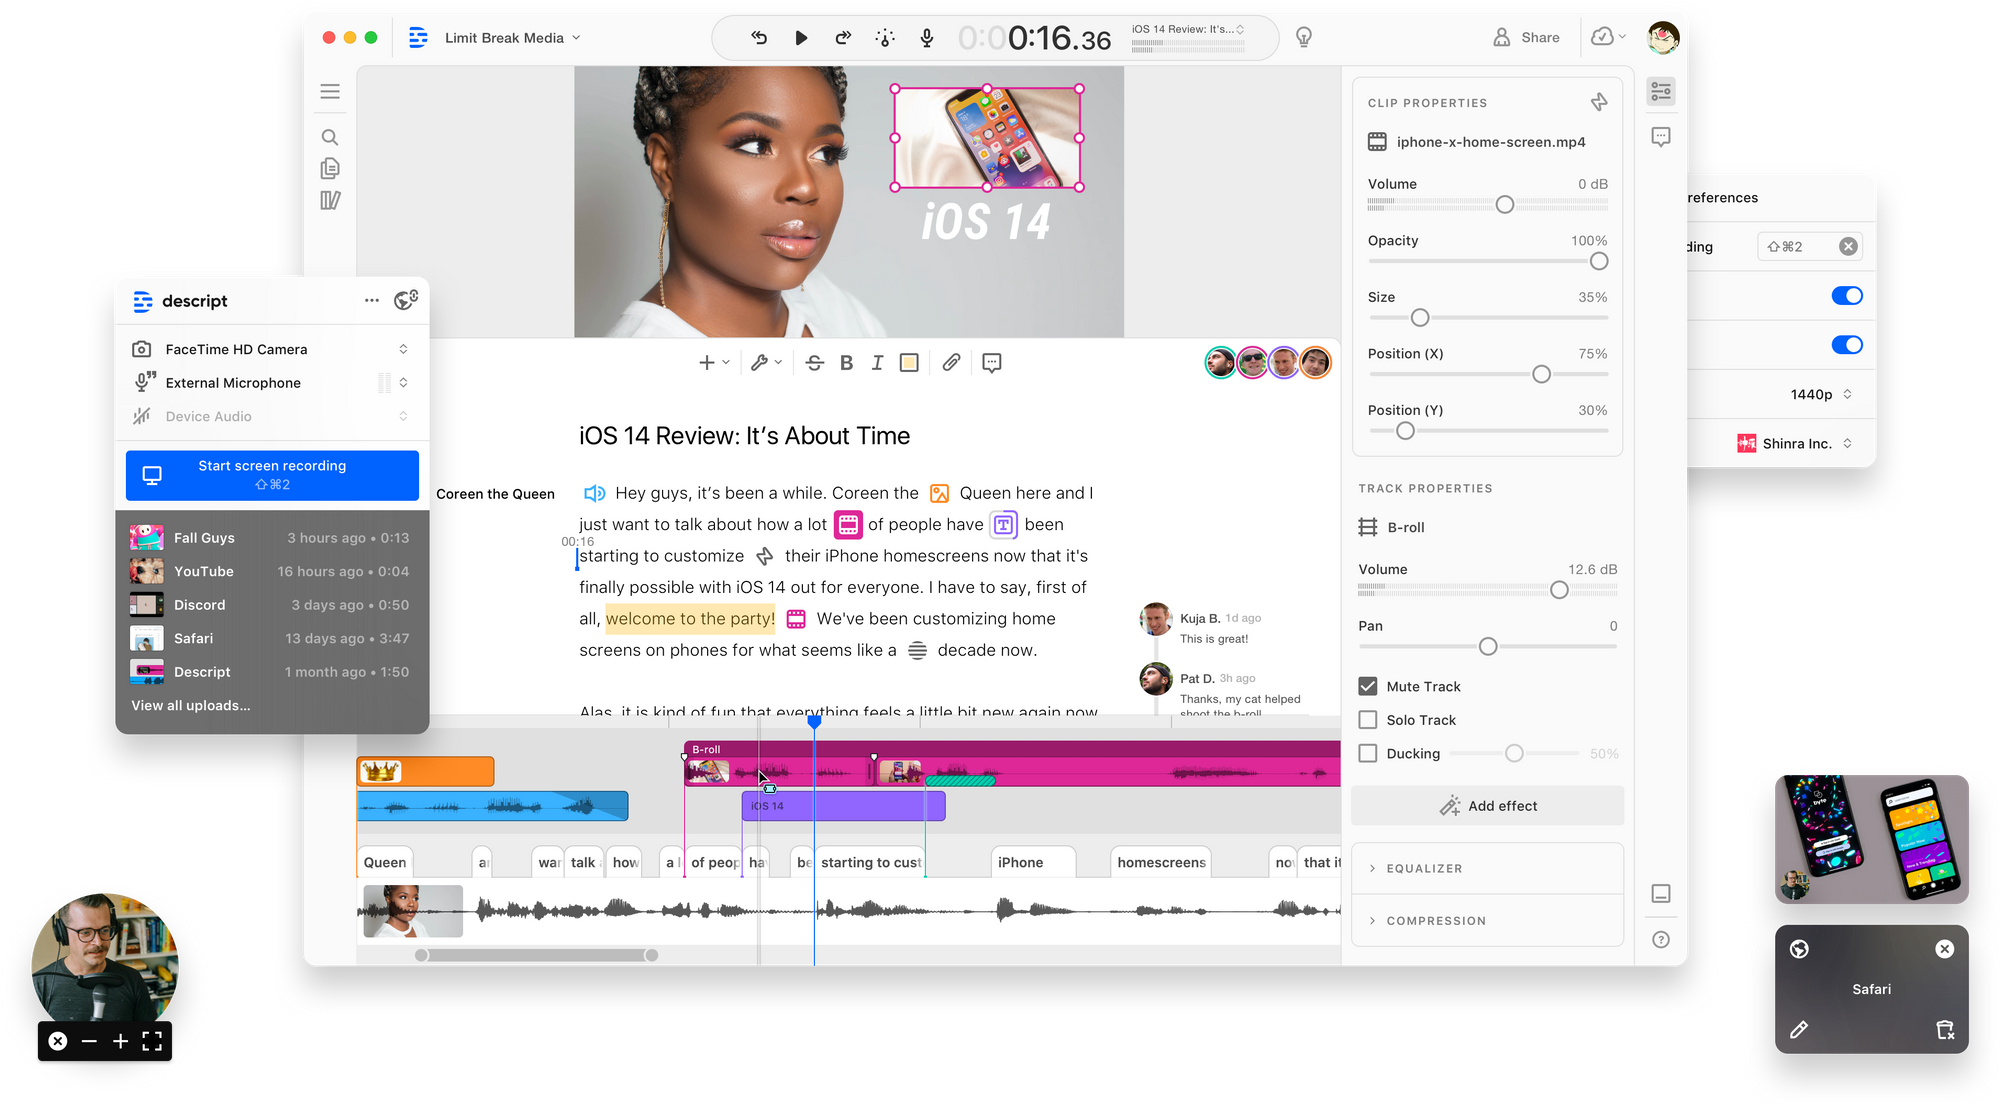 Limit Break Media
0:00:16.36
iOS 14 Review: It's...
Share
iOS 14
CLIP PROPERTIES
iphone-x-home-screen.mp4
Volume 0 dB
Opacity 100%
Size 35%
Position (X) 75%
Position (Y) 30%
TRACK PROPERTIES
B-roll
Volume 12.6 dB
Pan 0
Mute Track
Solo Track
Ducking 50%
Add effect
EQUALIZER
COMPRESSION
references
ding ⇧⌘2
1440p
Shinra Inc.
descript
FaceTime HD Camera
External Microphone
Device Audio
Start screen recording
⇧⌘2
Fall Guys 3 hours ago • 0:13
YouTube 16 hours ago • 0:04
Discord 3 days ago • 0:50
Safari 13 days ago • 3:47
Descript 1 month ago • 1:50
View all uploads...
iOS 14 Review: It’s About Time
Coreen the Queen
Hey guys, it’s been a while. Coreen the Queen here and I
just want to talk about how a lot of people have been
00:16
starting to customize their iPhone homescreens now that it's
finally possible with iOS 14 out for everyone. I have to say, first of
all, welcome to the party! We've been customizing home
screens on phones for what seems like a decade now.
Alas, it is kind of fun that everything feels a little bit new again now
Kuja B. 1d ago
This is great!
Pat D. 3h ago
Thanks, my cat helped
shoot the b-roll
B-roll
iOS 14
Queen ar war talk how a l of peop ha be starting to cust iPhone homescreens no that it
Safari